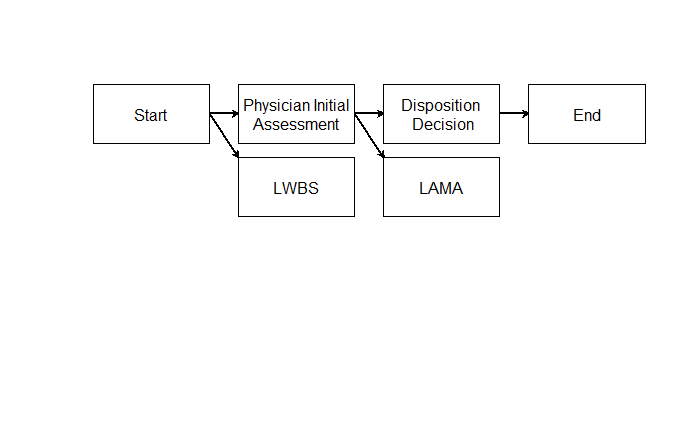 Start
Physician Initial
Assessment
Disposition
Decision
End
LWBS
LAMA